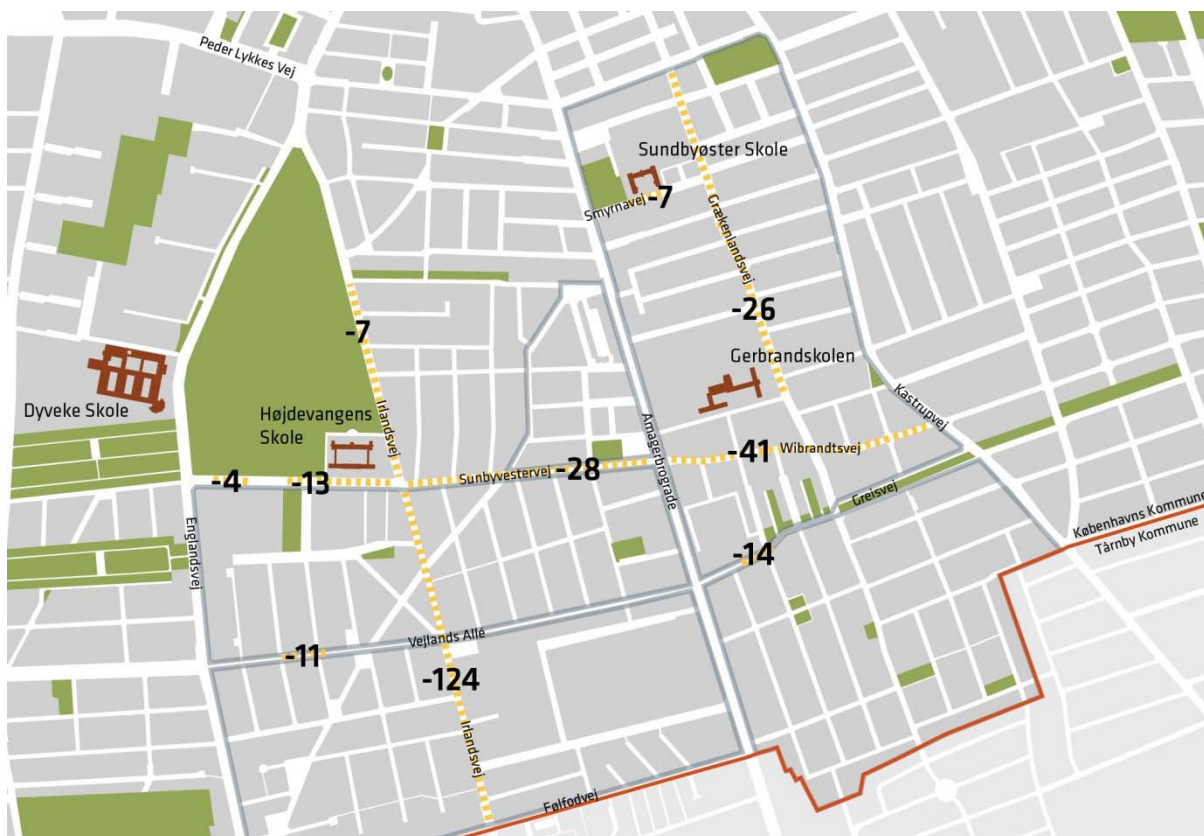 Peder Lykkes Vej
Sundbyøster Skole
Smyrnavej
-7
Grækenlandsvej
-26
-7
Gerbrandskolen
Dyveke Skole
Højdevangens
Skole
Irlandsvej
Kastrupvej
-4
-13
Sunbyvestervej
-28
Amagerbrograde
-41
Wibrandtsvej
Englandsvej
Greisvej
Københavns Kommune
Tårnby Kommune
-14
-11
Vejlands Allé
-124
Irlandsvej
Følfodvej